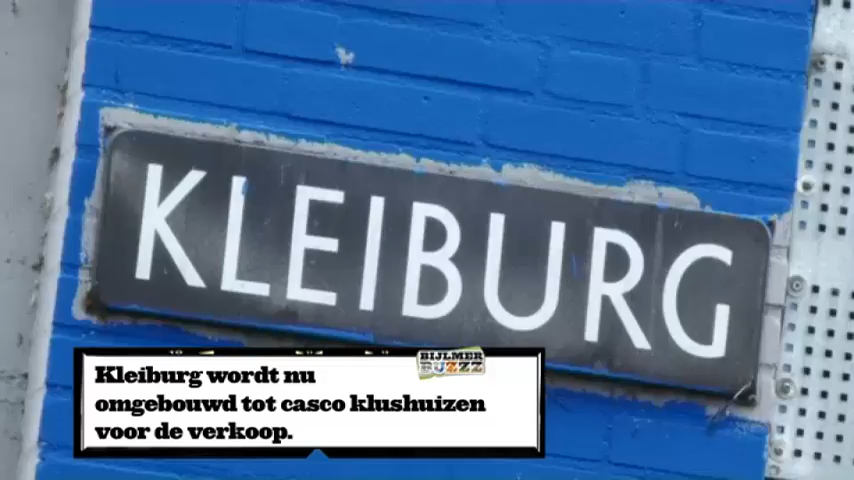 KLEIBURG
BIJLMER
BUZZZ
Kleiburg wordt nu
omgebouwd tot casco klushuizen
voor de verkoop.